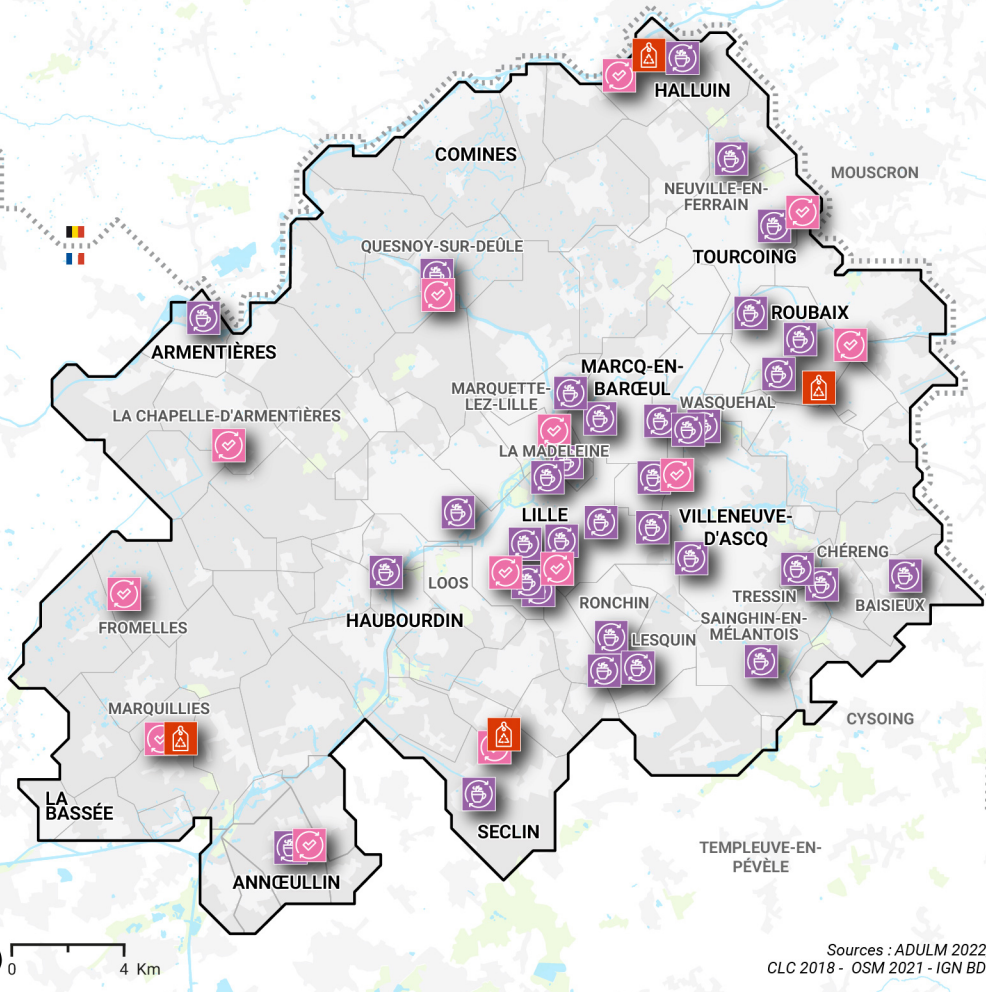 HALLUIN
COMINES
MOUSCRON
NEUVILLE-EN-
FERRAIN
QUESNOY-SUR-DEÛLE
TOURCOING
ROUBAIX
ARMENTIÈRES
MARCQ-EN-
BARŒUL
MARQUETTE-
LEZ-LILLE
WASQUEHAL
LA CHAPELLE-D'ARMENTIÈRES
LA MADELEINE
LILLE
VILLENEUVE-
D'ASCQ
CHÉRENG
LOOS
TRESSIN
BAISIEUX
RONCHIN
HAUBOURDIN
FROMELLES
SAINGHIN-EN-
MÉLANTOIS
LESQUIN
MARQUILLIES
CYSOING
LA
BASSÉE
SECLIN
TEMPLEUVE-EN-
PÉVÈLE
ANNŒULLIN
0 4 Km
Sources : ADULM 2022
CLC 2018 - OSM 2021 - IGN BD